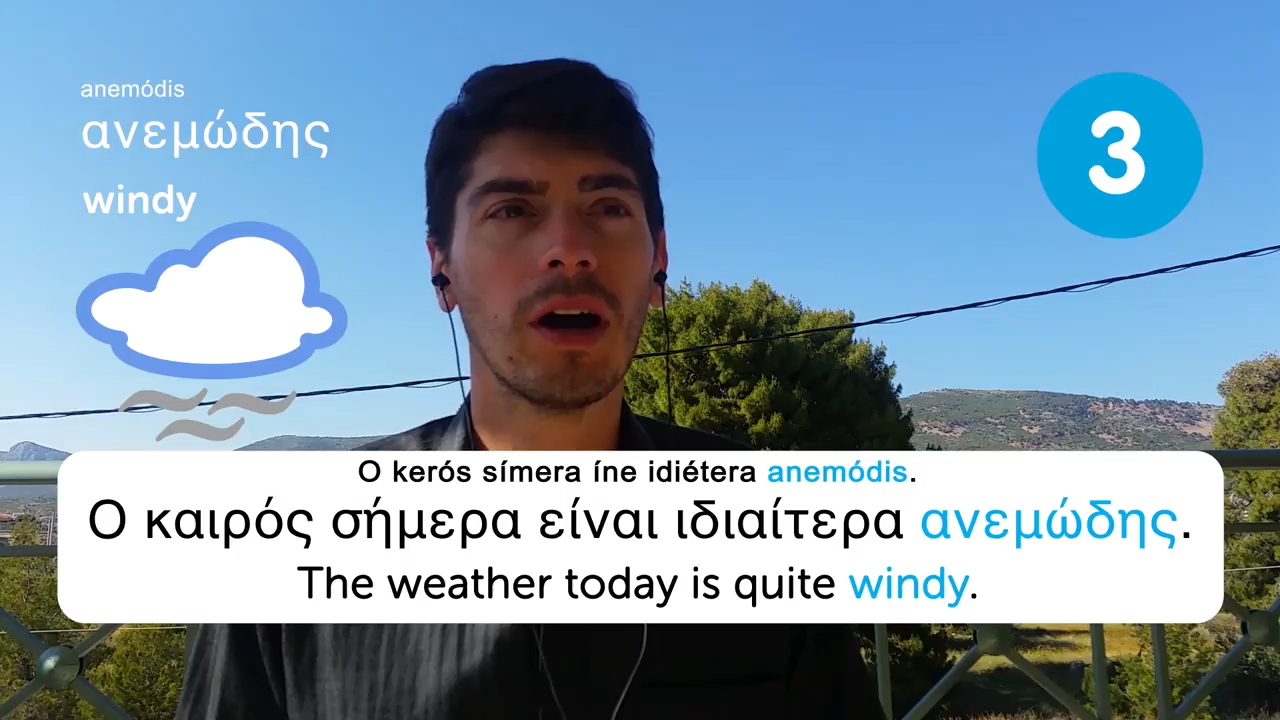 anemódis
ανεμώδης
windy
3
O kerós símera íne idiétera anemódis.
Ο καιρός σήμερα είναι ιδιαίτερα ανεμώδης.
The weather today is quite windy.